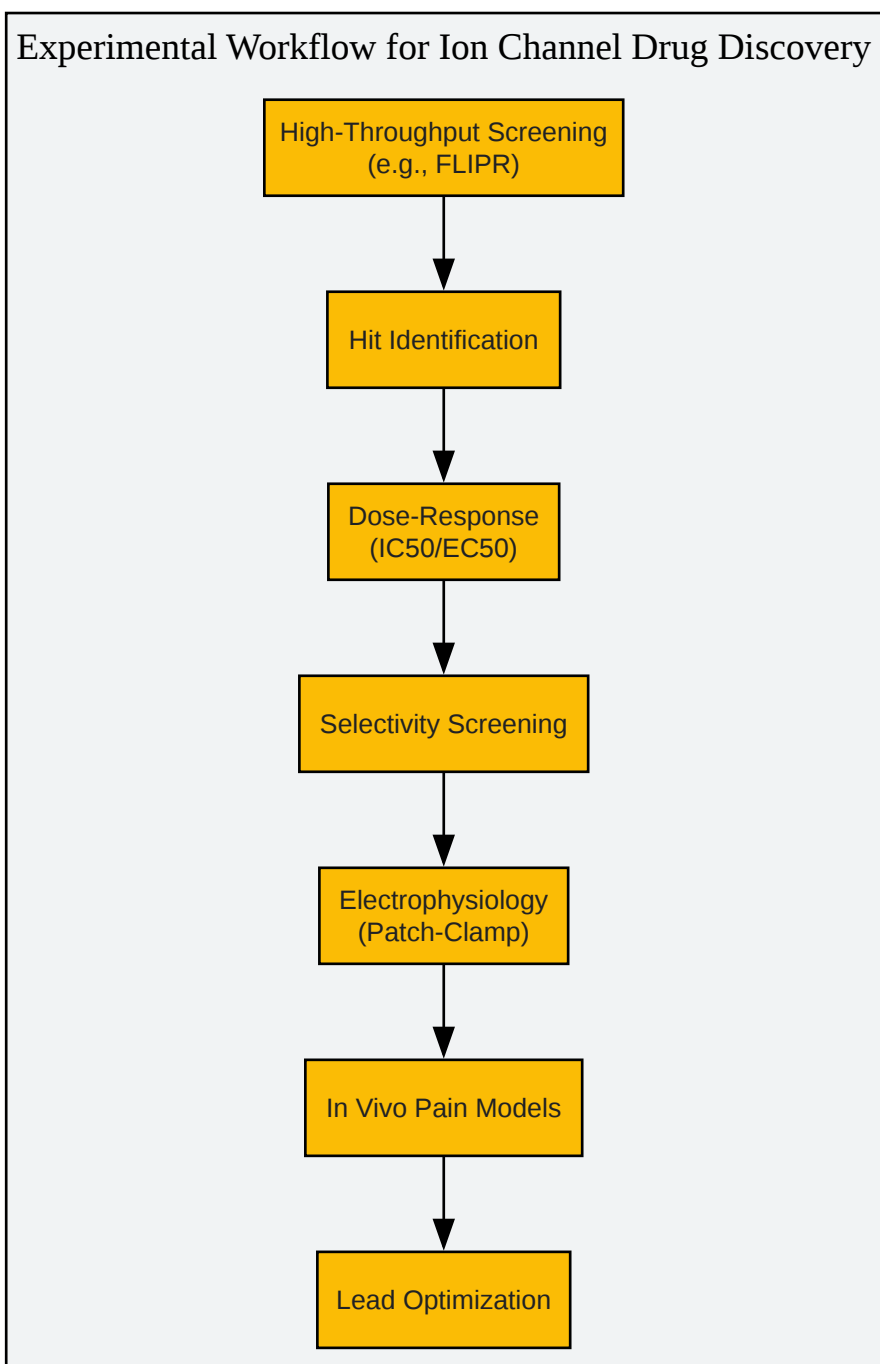 Experimental Workflow for Ion Channel Drug Discovery
High-Throughput Screening
(e.g., FLIPR)
Hit Identification
Dose-Response
(IC50/EC50)
Selectivity Screening
Electrophysiology
(Patch-Clamp)
In Vivo Pain Models
Lead Optimization